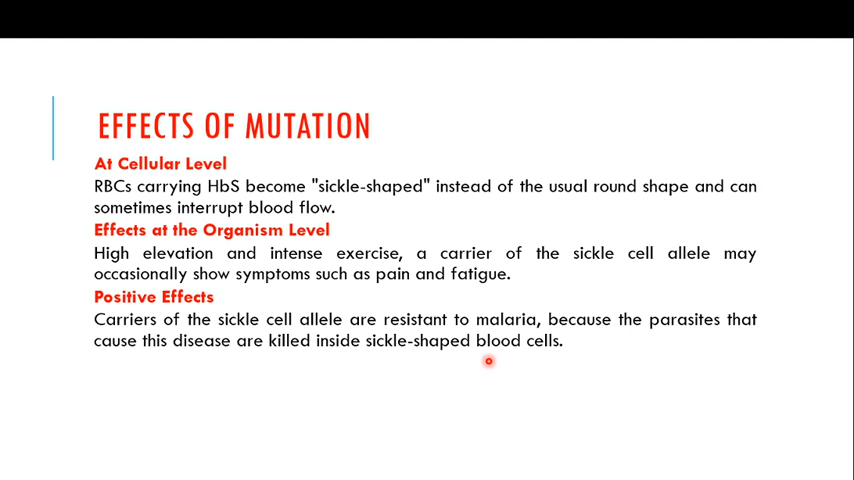 EFFECTS OF MUTATION
At Cellular Level
RBCs carrying HbS become "sickle-shaped" instead of the usual round shape and can
sometimes interrupt blood flow.
Effects at the Organism Level
High elevation and intense exercise, a carrier of the sickle cell allele may
occasionally show symptoms such as pain and fatigue.
Positive Effects
Carriers of the sickle cell allele are resistant to malaria, because the parasites that
cause this disease are killed inside sickle-shaped blood cells.